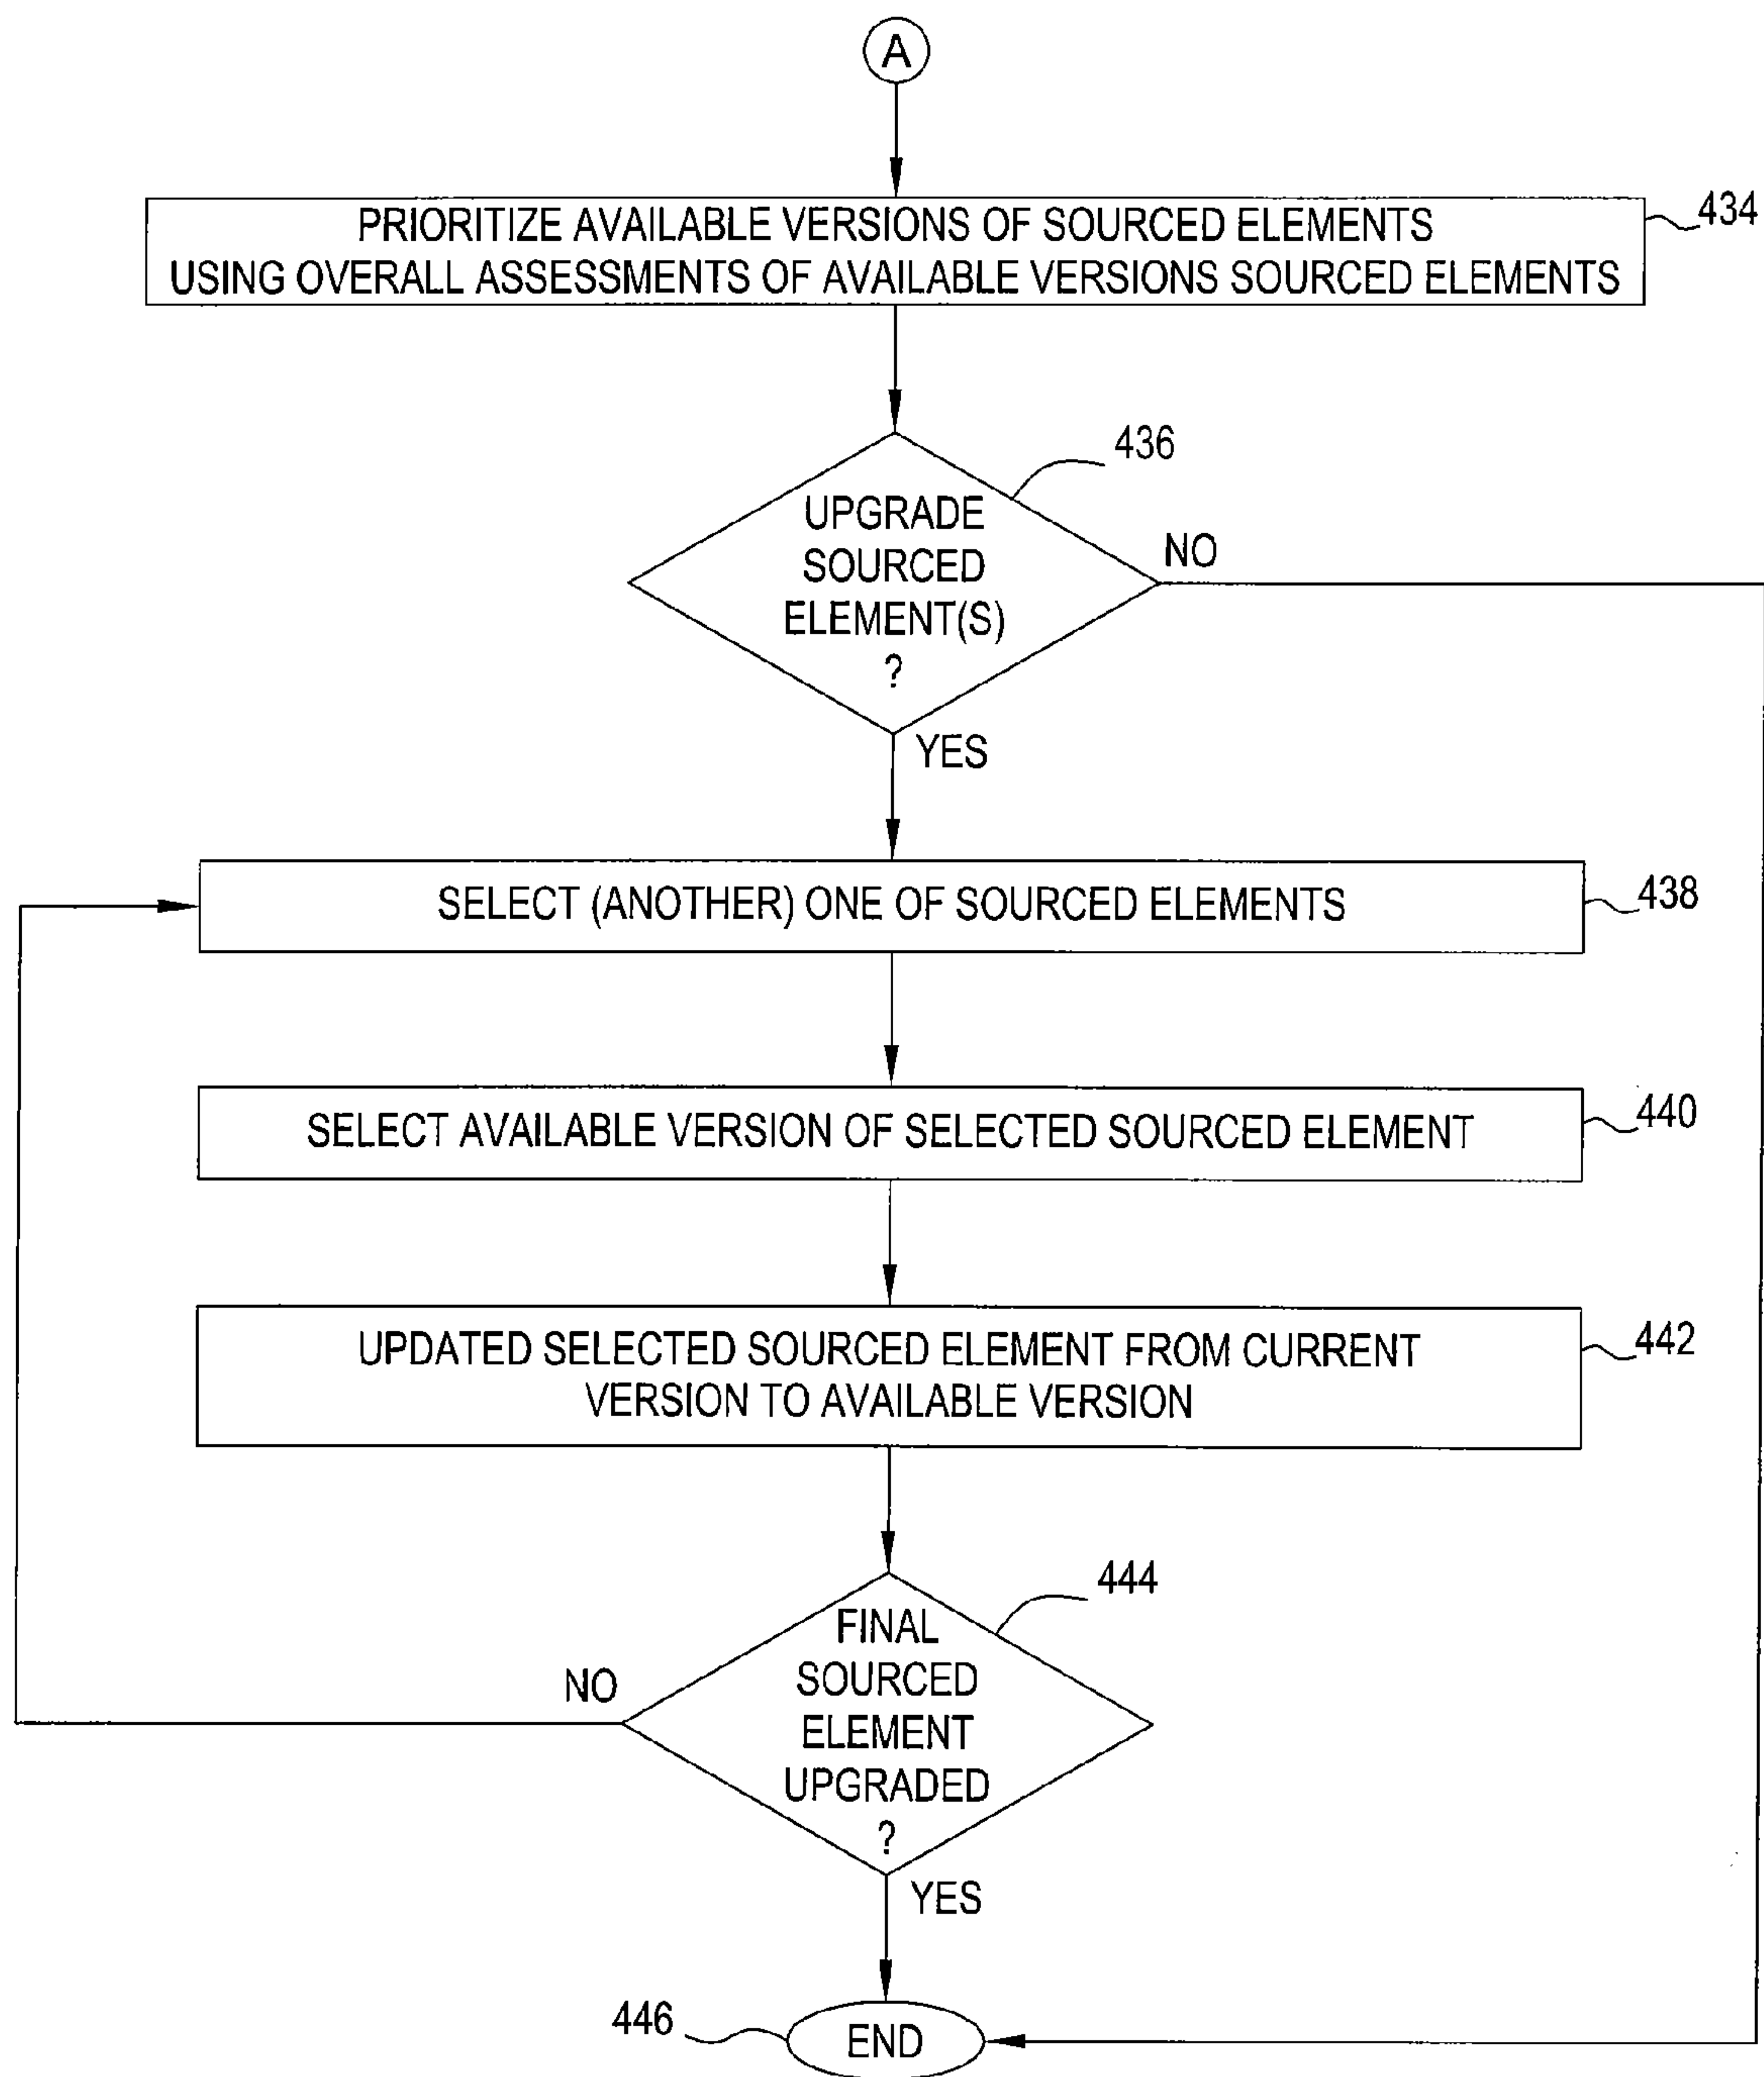 A
PRIORITIZE AVAILABLE VERSIONS OF SOURCED ELEMENTS
USING OVERALL ASSESSMENTS OF AVAILABLE VERSIONS SOURCED ELEMENTS
434
436
UPGRADE
SOURCED
ELEMENT(S)
?
NO
YES
SELECT (ANOTHER) ONE OF SOURCED ELEMENTS
438
SELECT AVAILABLE VERSION OF SELECTED SOURCED ELEMENT
440
UPDATED SELECTED SOURCED ELEMENT FROM CURRENT
VERSION TO AVAILABLE VERSION
442
444
FINAL
SOURCED
ELEMENT
UPGRADED
?
NO
YES
446
END